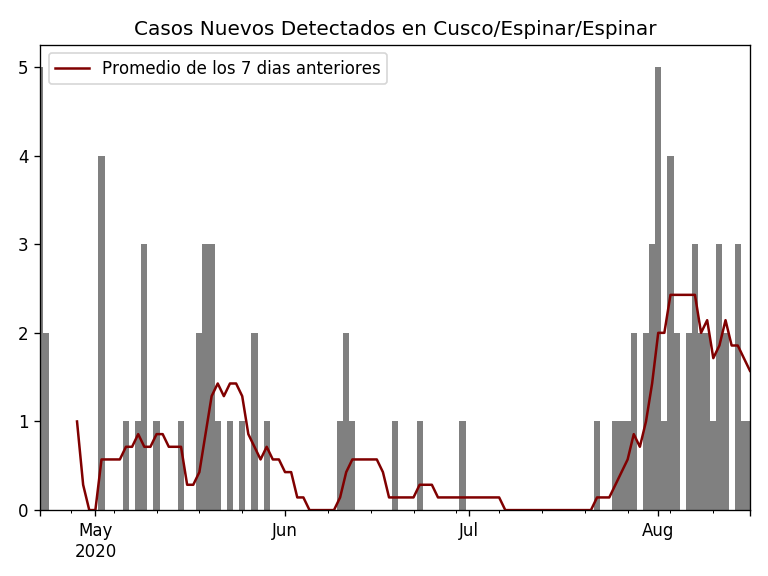 Casos Nuevos Detectados en Cusco/Espinar/Espinar
Promedio de los 7 dias anteriores
5
4
3
2
1
0
May Jun Jul Aug
2020